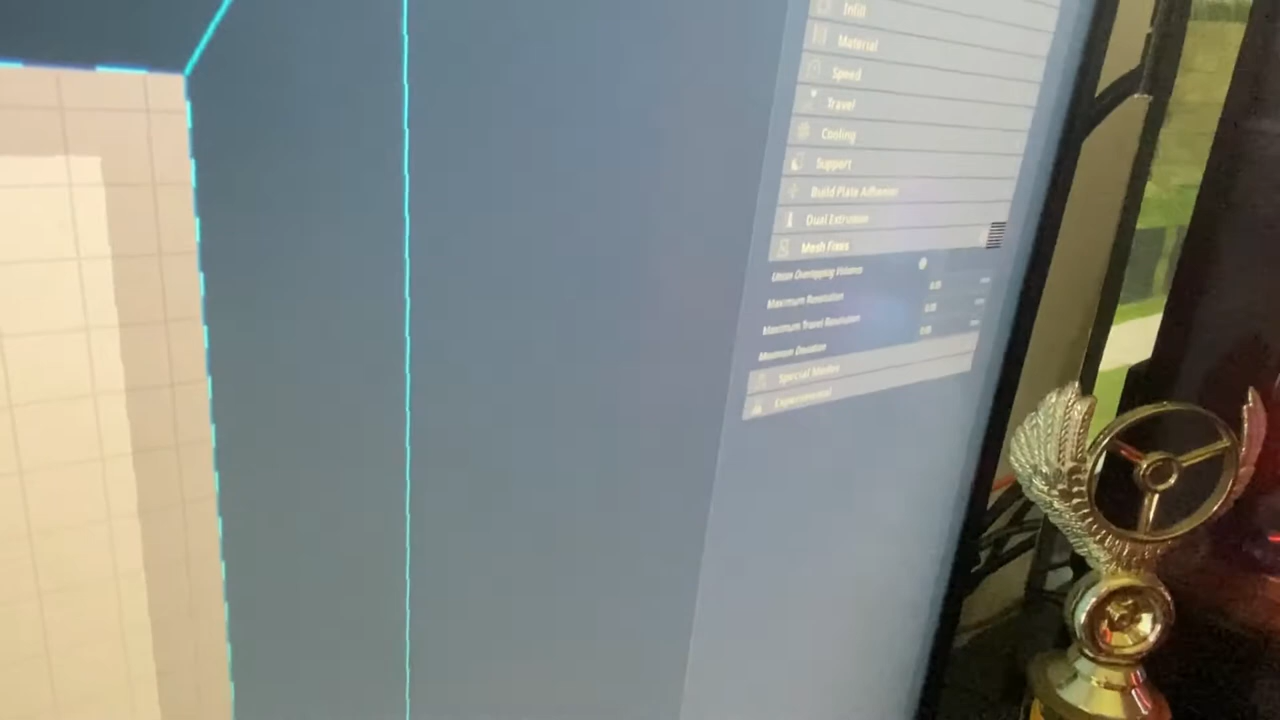 Infill
Material
Speed
Travel
Cooling
Support
Build Plate Adhesion
Dual Extrusion
Mesh Fixes
Union Overlapping Volumes
Maximum Resolution
Maximum Travel Resolution
Maximum Deviation
Special Modes
Experimental